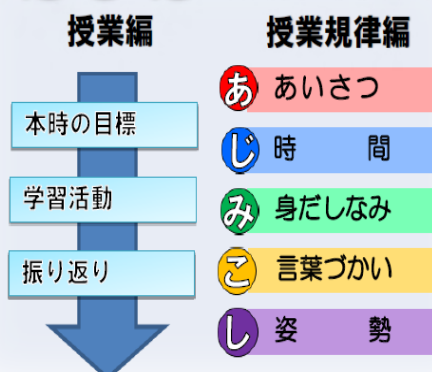 授業編
本時の目標
学習活動
振り返り
授業規律編
あ あいさつ
じ 時 間
み 身だしなみ
こ 言葉づかい
し 姿 勢